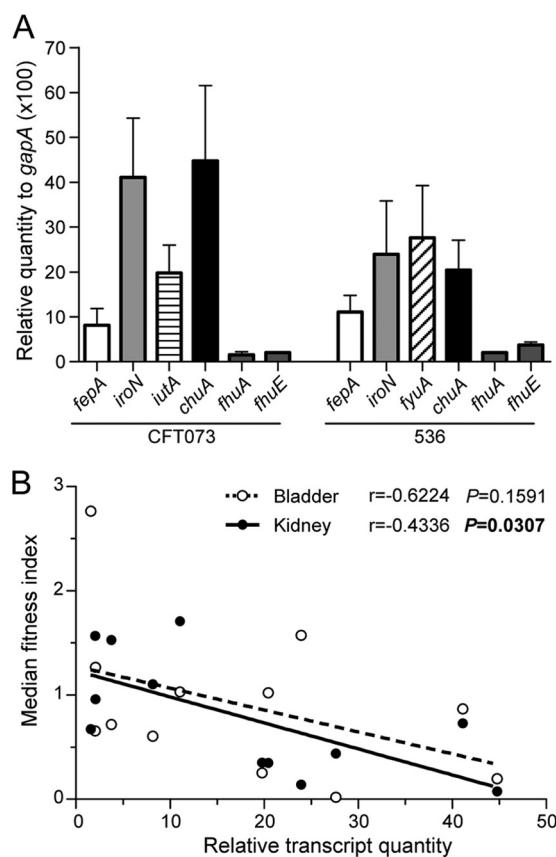 A
Relative quantity to gapA (x100)
70
60
50
40
30
20
10
0
fepA iroN iutA chuA fhuA fhuE fepA iroN fyuA chuA fhuA fhuE
CFT073 536
B
Bladder r=-0.6224 P=0.1591
Kidney r=-0.4336 P=0.0307
Median fitness index
3
2
1
0
0 10 20 30 40 50
Relative transcript quantity